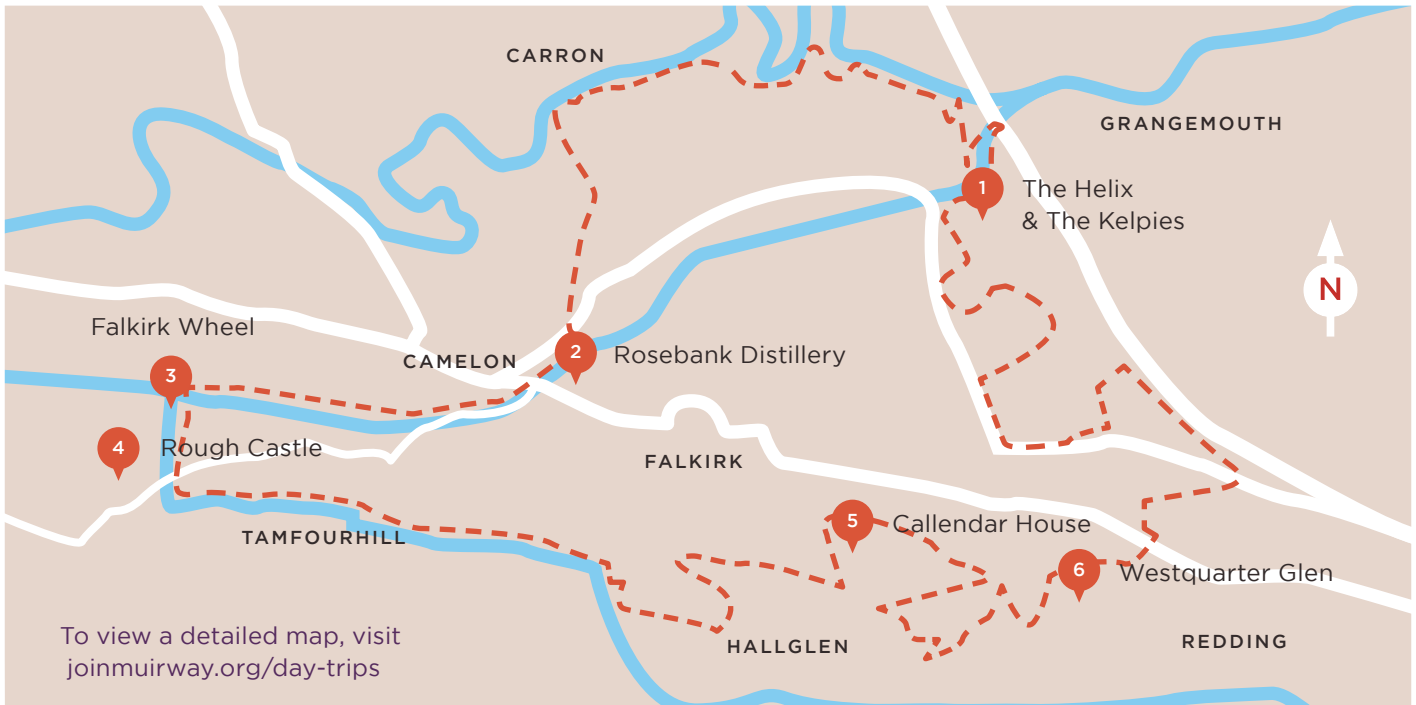 CARRON
GRANGEMOUTH
1
The Helix
& The Kelpies
N
Falkirk Wheel
3
CAMELON
2
Rosebank Distillery
4
Rough Castle
FALKIRK
5
Callendar House
TAMFOURHILL
6
Westquarter Glen
To view a detailed map, visit
joinmuirway.org/day-trips
HALLGLEN
REDDING